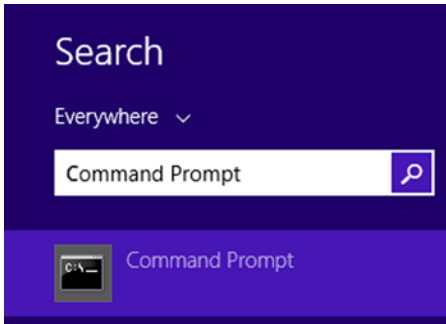 Search
Everywhere
Command Prompt
C:\_
Command Prompt